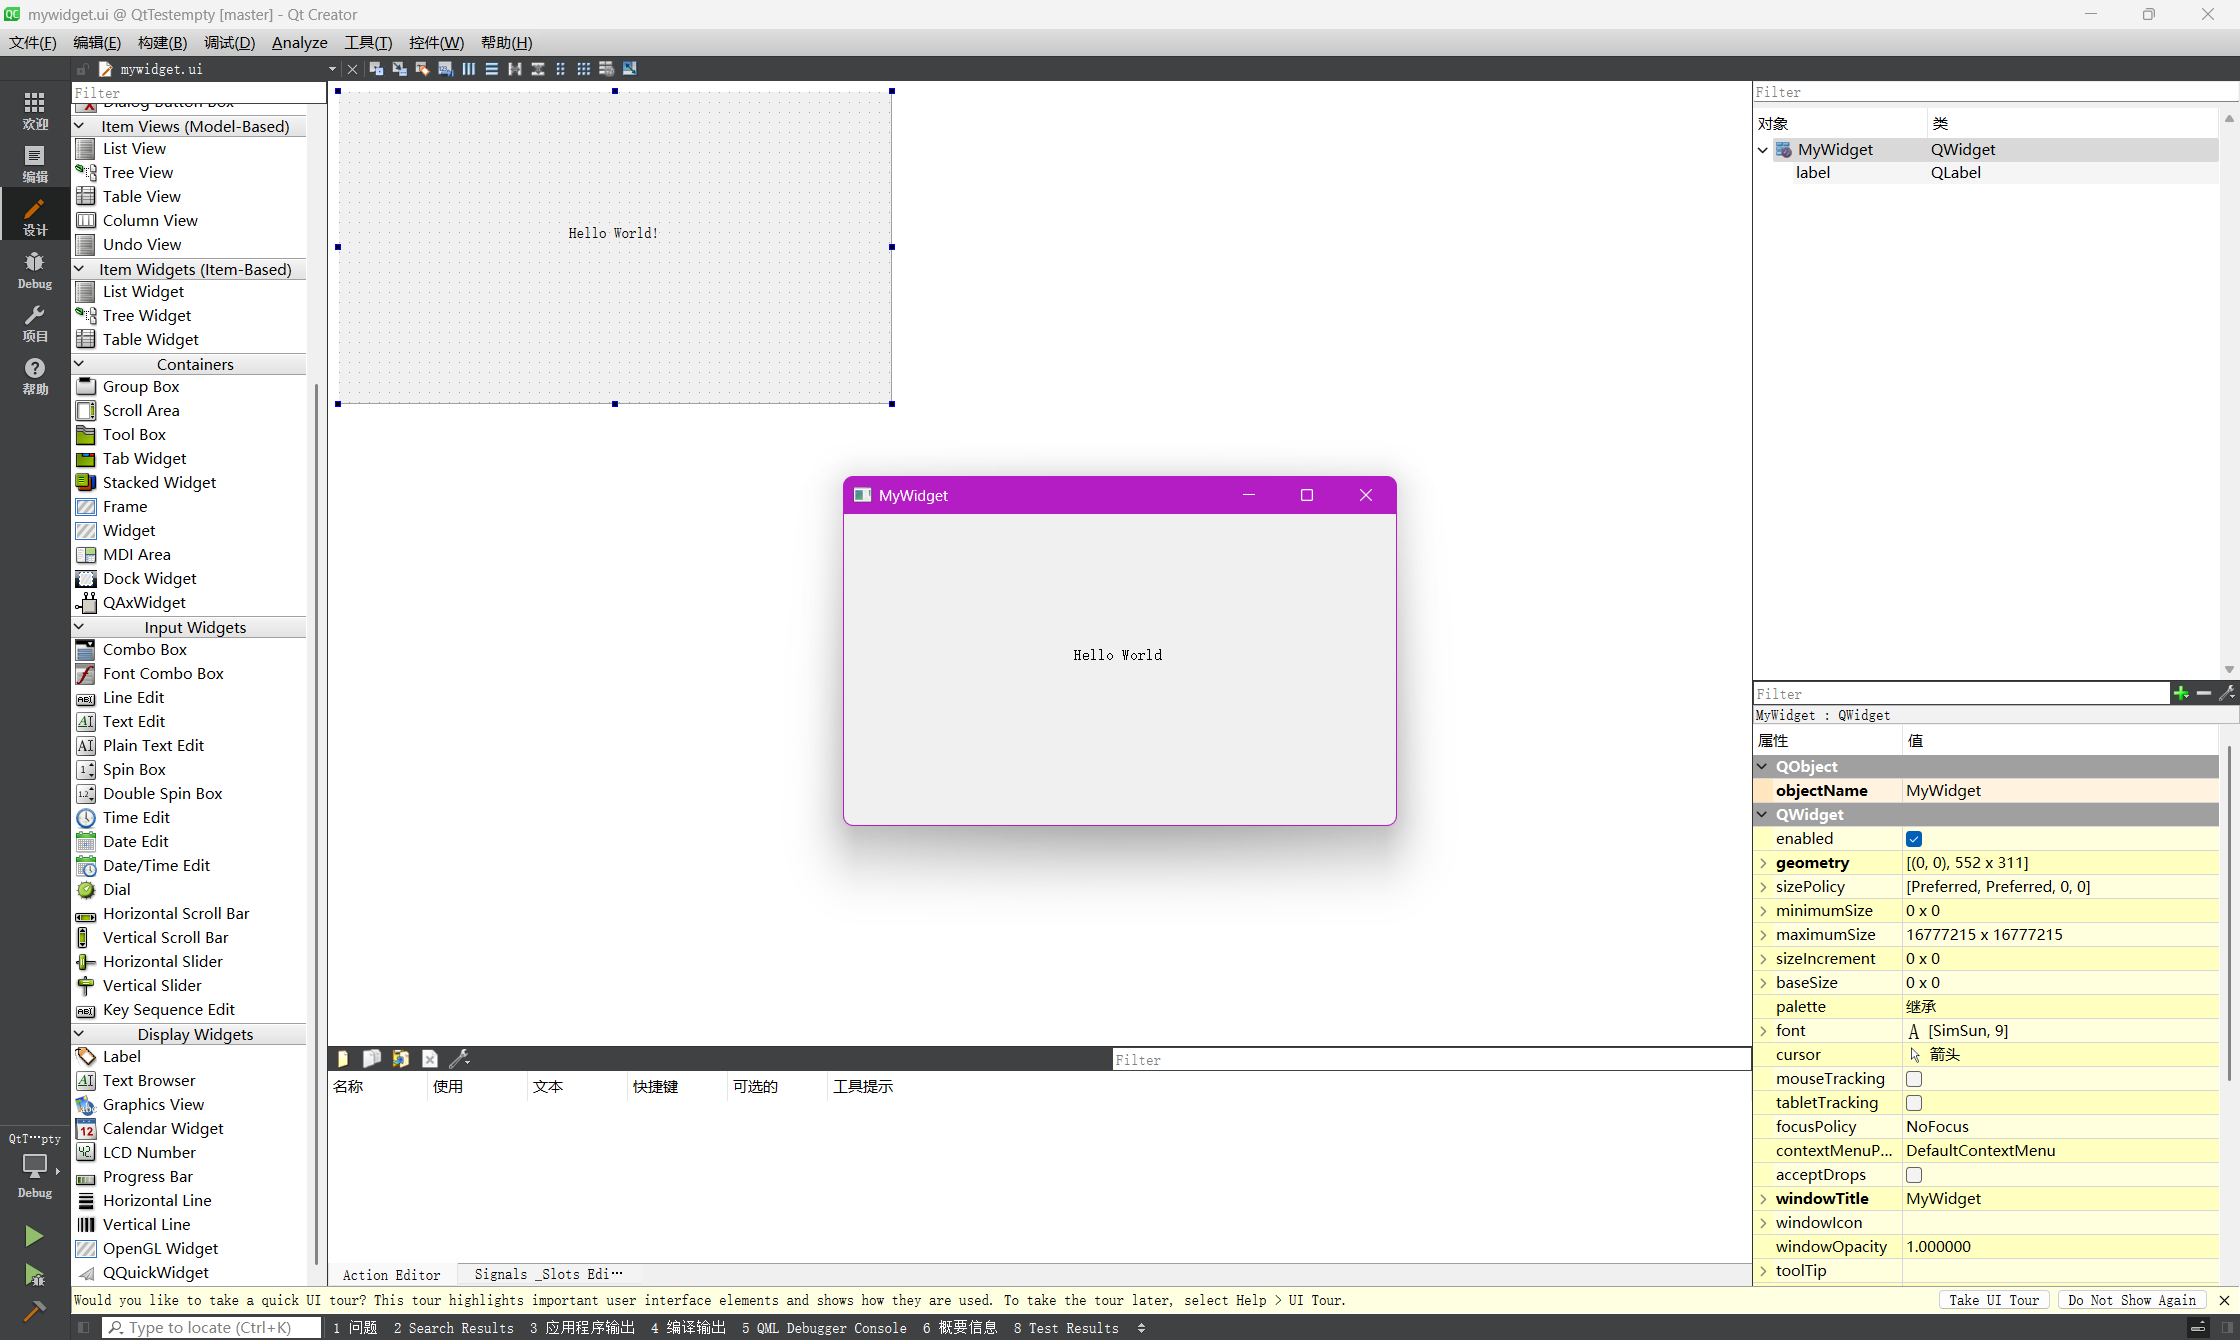 mywidget.ui @ QtTestempty [master] - Qt Creator
文件(F) 编辑(E) 构建(B) 调试(D) Analyze 工具(T) 控件(W) 帮助(H)
mywidget.ui
欢迎
编辑
设计
Debug
项目
帮助
QtT···pty
Debug
Filter
Dialog Button Box
Item Views (Model-Based)
List View
Tree View
Table View
Column View
Undo View
Item Widgets (Item-Based)
List Widget
Tree Widget
Table Widget
Containers
Group Box
Scroll Area
Tool Box
Tab Widget
Stacked Widget
Frame
Widget
MDI Area
Dock Widget
QAxWidget
Input Widgets
Combo Box
Font Combo Box
Line Edit
Text Edit
Plain Text Edit
Spin Box
Double Spin Box
Time Edit
Date Edit
Date/Time Edit
Dial
Horizontal Scroll Bar
Vertical Scroll Bar
Horizontal Slider
Vertical Slider
Key Sequence Edit
Display Widgets
Label
Text Browser
Graphics View
Calendar Widget
LCD Number
Progress Bar
Horizontal Line
Vertical Line
OpenGL Widget
QQuickWidget
Hello World!
MyWidget
Hello World
Filter
名称 使用 文本 快捷键 可选的 工具提示
Action Editor Signals _Slots Edi···
Filter
对象 类
MyWidget QWidget
label QLabel
Filter
MyWidget : QWidget
属性 值
QObject
objectName MyWidget
QWidget
enabled
geometry [(0, 0), 552 x 311]
sizePolicy [Preferred, Preferred, 0, 0]
minimumSize 0 x 0
maximumSize 16777215 x 16777215
sizeIncrement 0 x 0
baseSize 0 x 0
palette 继承
font A [SimSun, 9]
cursor 箭头
mouseTracking
tabletTracking
focusPolicy NoFocus
contextMenuP... DefaultContextMenu
acceptDrops
windowTitle MyWidget
windowIcon
windowOpacity 1.000000
toolTip
Would you like to take a quick UI tour? This tour highlights important user interface elements and shows how they are used. To take the tour later, select Help > UI Tour. Take UI Tour Do Not Show Again
Type to locate (Ctrl+K) 1 问题 2 Search Results 3 应用程序输出 4 编译输出 5 QML Debugger Console 6 概要信息 8 Test Results